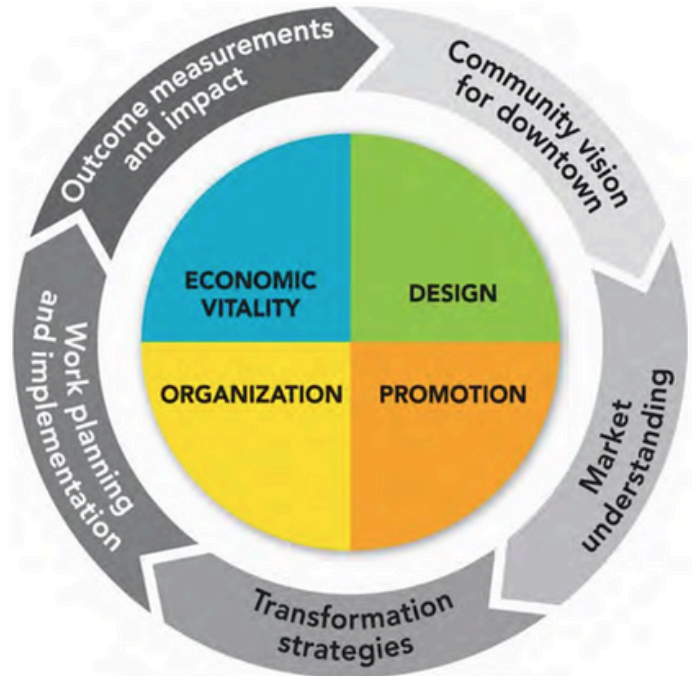 Outcome measurements
and impact
Community vision
for downtown
Market
understanding
Transformation
strategies
Work planning
and implementation
ECONOMIC
VITALITY
DESIGN
ORGANIZATION
PROMOTION